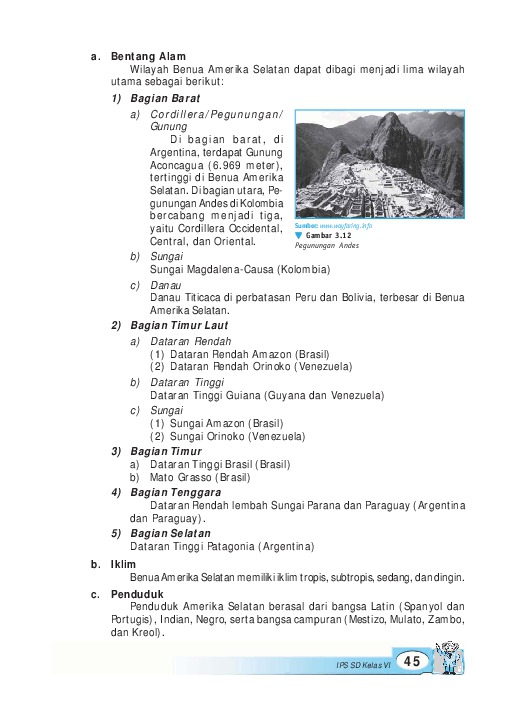 a. Bentang Alam
Wilayah Benua Amerika Selatan dapat dibagi menjadi lima wilayah
utama sebagai berikut:
1) Bagian Barat
a) Cordillera/Pegunungan/
Gunung
Di bagian barat, di
Argentina, terdapat Gunung
Aconcagua (6.969 meter),
tertinggi di Benua Amerika
Selatan. Di bagian utara, Pe-
gunungan Andes di Kolombia
bercabang menjadi tiga,
yaitu Cordillera Occidental,
Central, dan Oriental.
Sumber: www.wayfaring.info
▼ Gambar 3.12
Pegunungan Andes
b) Sungai
Sungai Magdalena-Causa (Kolombia)
c) Danau
Danau Titicaca di perbatasan Peru dan Bolivia, terbesar di Benua
Amerika Selatan.
2) Bagian Timur Laut
a) Dataran Rendah
(1) Dataran Rendah Amazon (Brasil)
(2) Dataran Rendah Orinoko (Venezuela)
b) Dataran Tinggi
Dataran Tinggi Guiana (Guyana dan Venezuela)
c) Sungai
(1) Sungai Amazon (Brasil)
(2) Sungai Orinoko (Venezuela)
3) Bagian Timur
a) Dataran Tinggi Brasil (Brasil)
b) Mato Grasso (Brasil)
4) Bagian Tenggara
Dataran Rendah lembah Sungai Parana dan Paraguay (Argentina
dan Paraguay).
5) Bagian Selatan
Dataran Tinggi Patagonia (Argentina)
b. Iklim
Benua Amerika Selatan memiliki iklim tropis, subtropis, sedang, dan dingin.
c. Penduduk
Penduduk Amerika Selatan berasal dari bangsa Latin (Spanyol dan
Portugis), Indian, Negro, serta bangsa campuran (Mestizo, Mulato, Zambo,
dan Kreol).
IPS SD Kelas VI 45